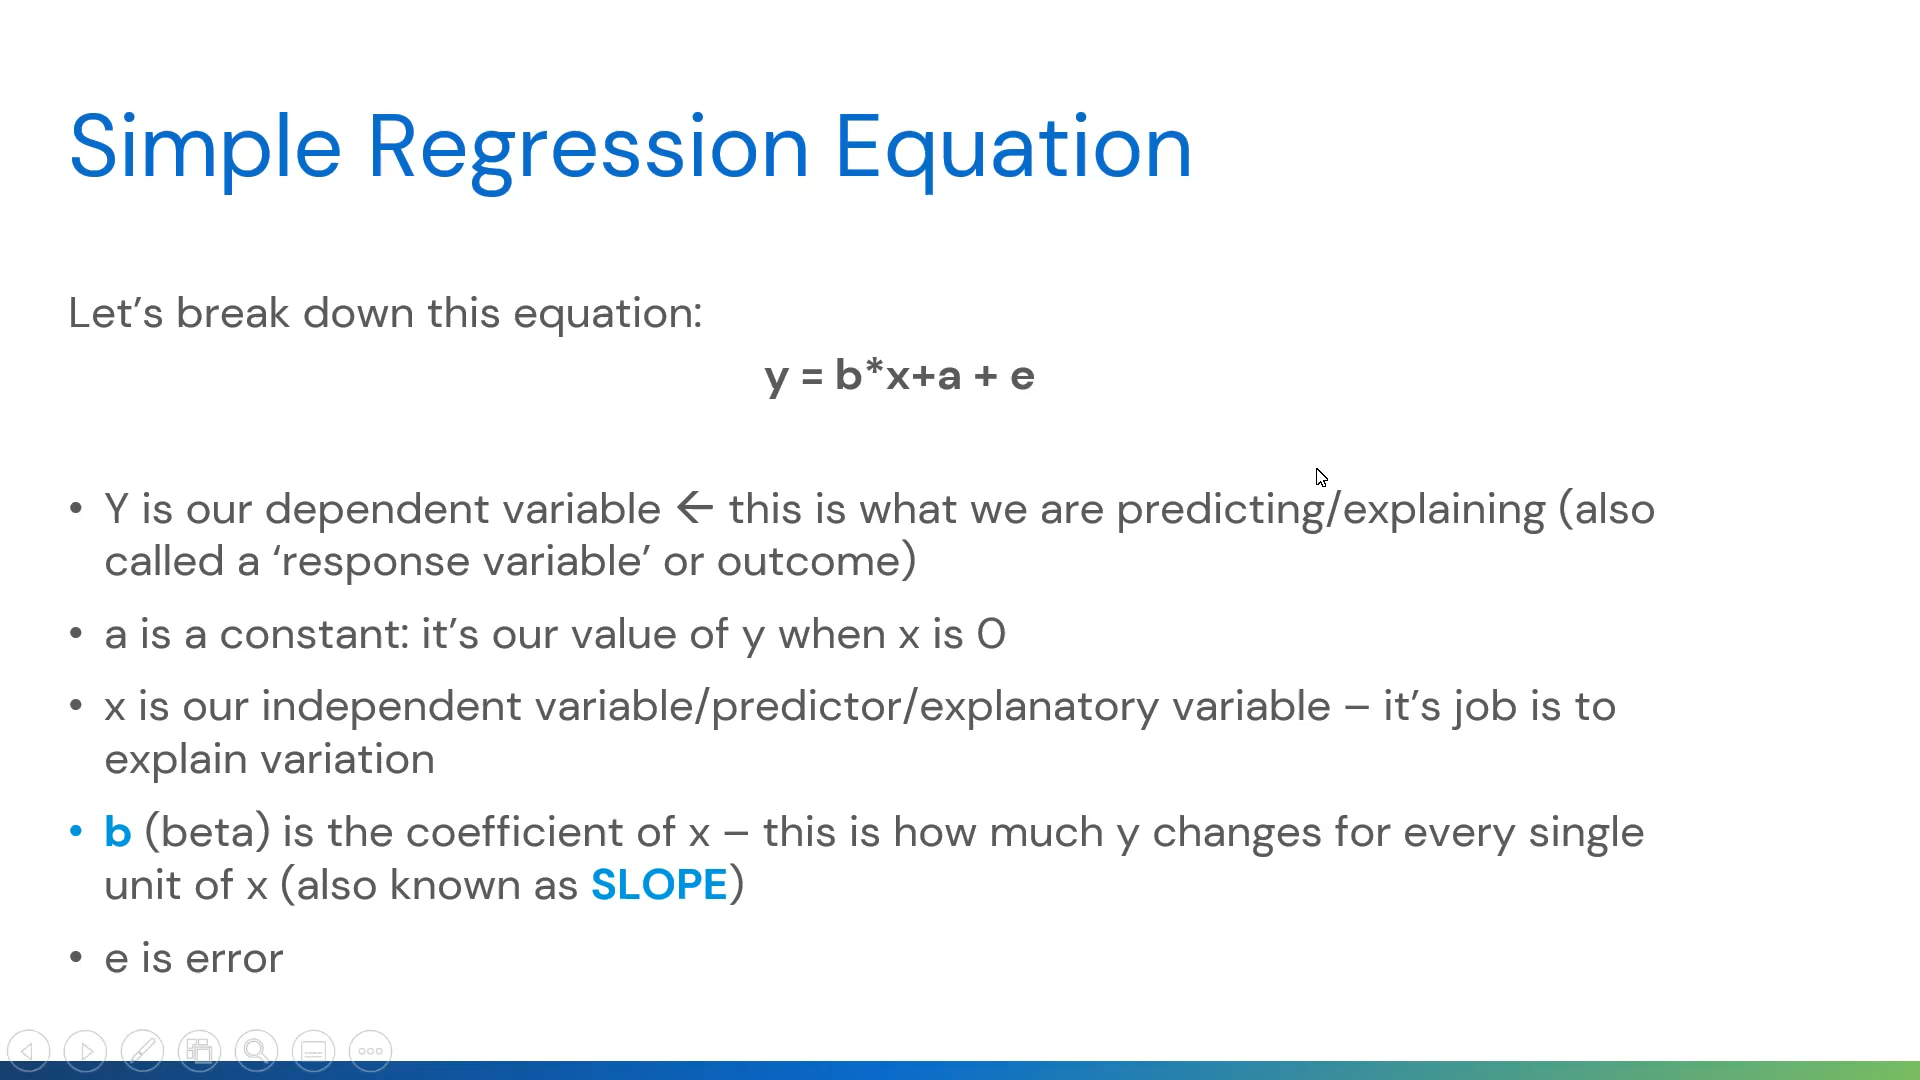 Simple Regression Equation
Let’s break down this equation:
y = b*x+a + e
• Y is our dependent variable ← this is what we are predicting/explaining (also
called a ‘response variable’ or outcome)
• a is a constant: it’s our value of y when x is 0
• x is our independent variable/predictor/explanatory variable – it’s job is to
explain variation
• b (beta) is the coefficient of x – this is how much y changes for every single
unit of x (also known as SLOPE)
• e is error